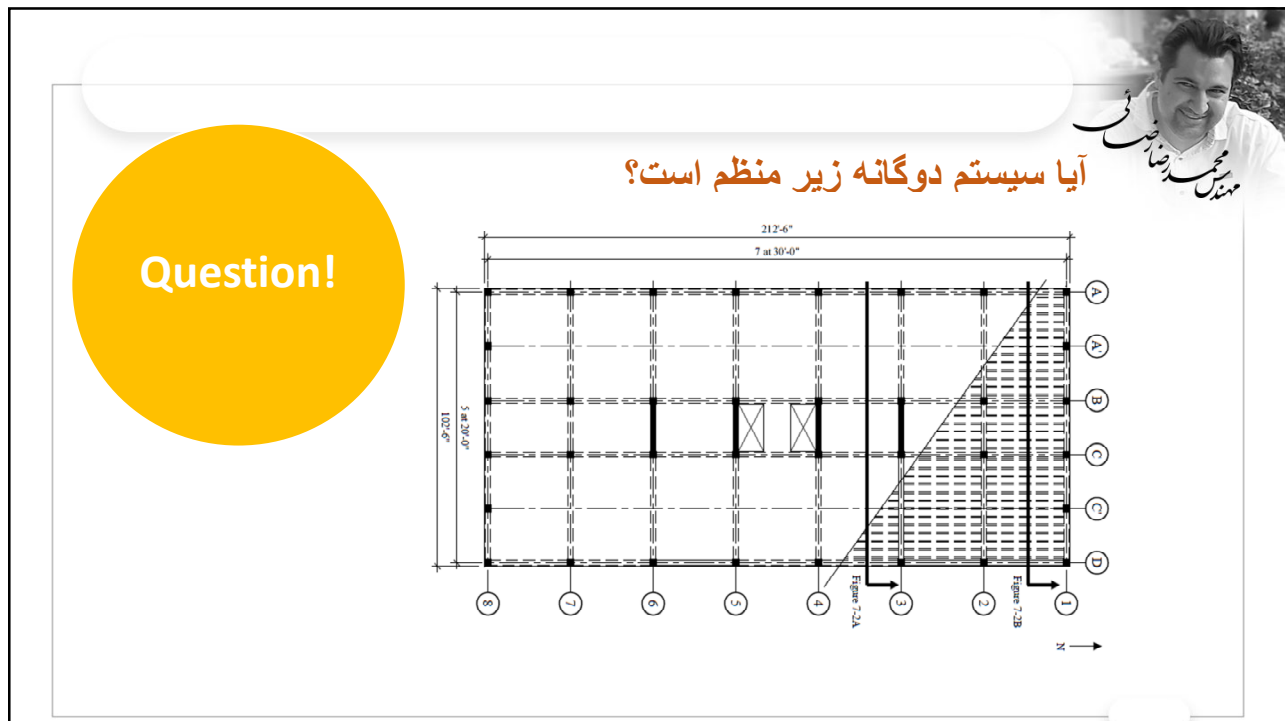 مهندس محمدرضا رضائی
آیا سیستم دوگانه زیر منظم است؟
Question!
212'-6"
7 at 30'-0"
102'-6"
5 at 20'-0"
A
A'
B
C
C'
D
Figure 7-2A
Figure 7-2B
8
7
6
5
4
3
2
1
N